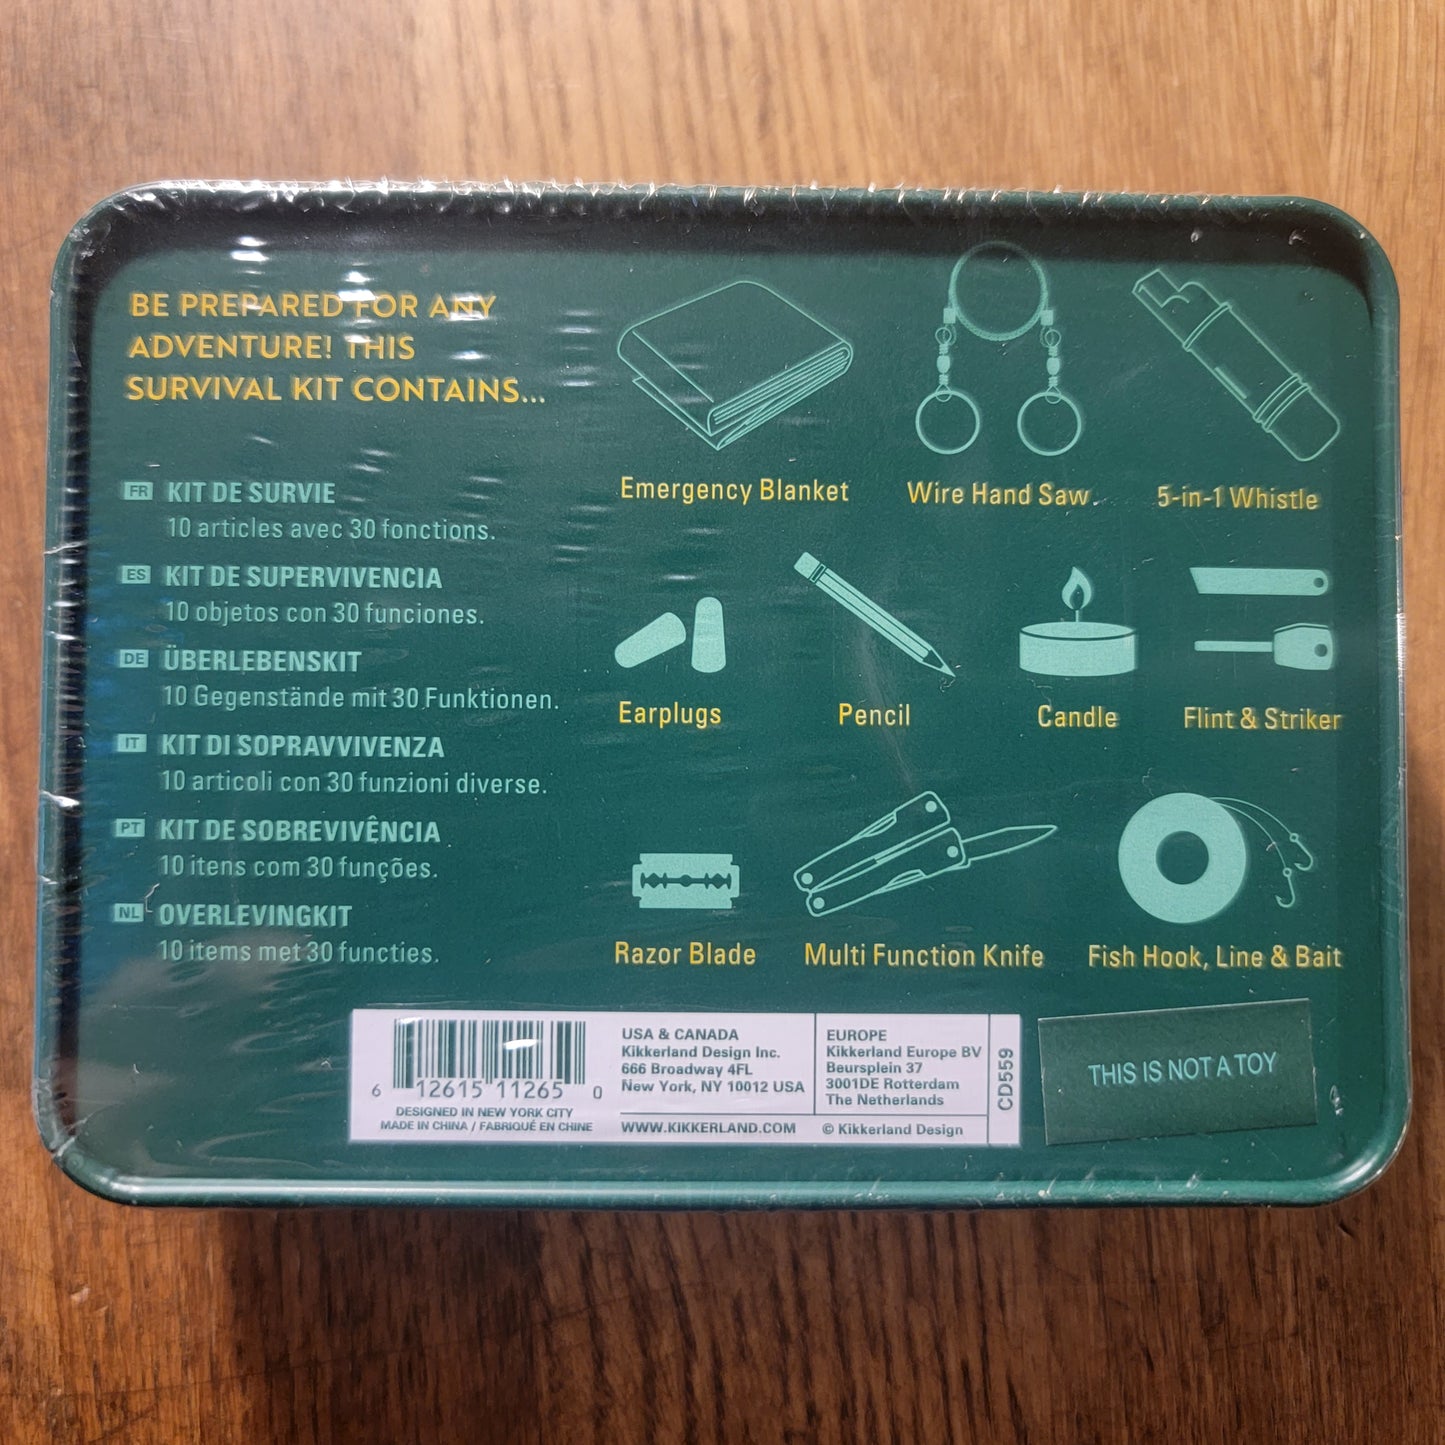 BE PREPARED FOR ANY
ADVENTURE! THIS
SURVIVAL KIT CONTAINS...
FR KIT DE SURVIE
10 articles avec 30 fonctions.
ES KIT DE SUPERVIVENCIA
10 objetos con 30 funciones.
DE ÜBERLEBENSKIT
10 Gegenstände mit 30 Funktionen.
IT KIT DI SOPRAVVIVENZA
10 articoli con 30 funzioni diverse.
PT KIT DE SOBREVIVÊNCIA
10 itens com 30 funções.
NL OVERLEVINGKIT
10 items met 30 functies.
Emergency Blanket
Wire Hand Saw
5-in-1 Whistle
Earplugs
Pencil
Candle
Flint & Striker
Razor Blade
Multi Function Knife
Fish Hook, Line & Bait
6 12615 11265 0
DESIGNED IN NEW YORK CITY
MADE IN CHINA / FABRIQUÉ EN CHINE
USA & CANADA
Kikkerland Design Inc.
666 Broadway 4FL
New York, NY 10012 USA
WWW.KIKKERLAND.COM
EUROPE
Kikkerland Europe BV
Beursplein 37
3001DE Rotterdam
The Netherlands
© Kikkerland Design
CD559
THIS IS NOT A TOY